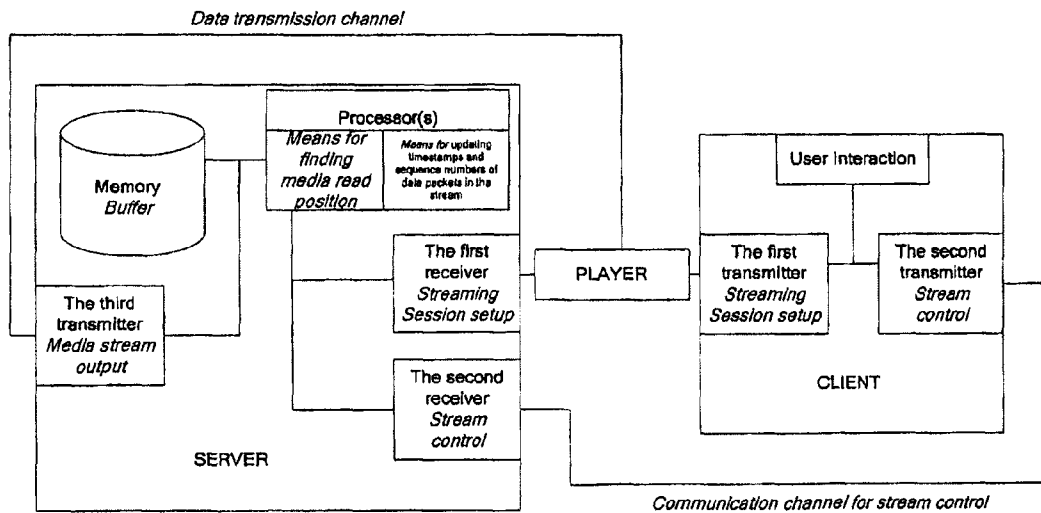 Data transmission channel
Processor(s)
Means for
finding
media read
position
Means for updating
timestamps and
sequence numbers of
data packets in the
stream
Memory
Buffer
User Interaction
The first
receiver
Streaming
Session setup
PLAYER
The first
transmitter
Streaming
Session setup
The second
transmitter
Stream
control
The third
transmitter
Media stream
output
The second
receiver
Stream
control
CLIENT
SERVER
Communication channel for stream control